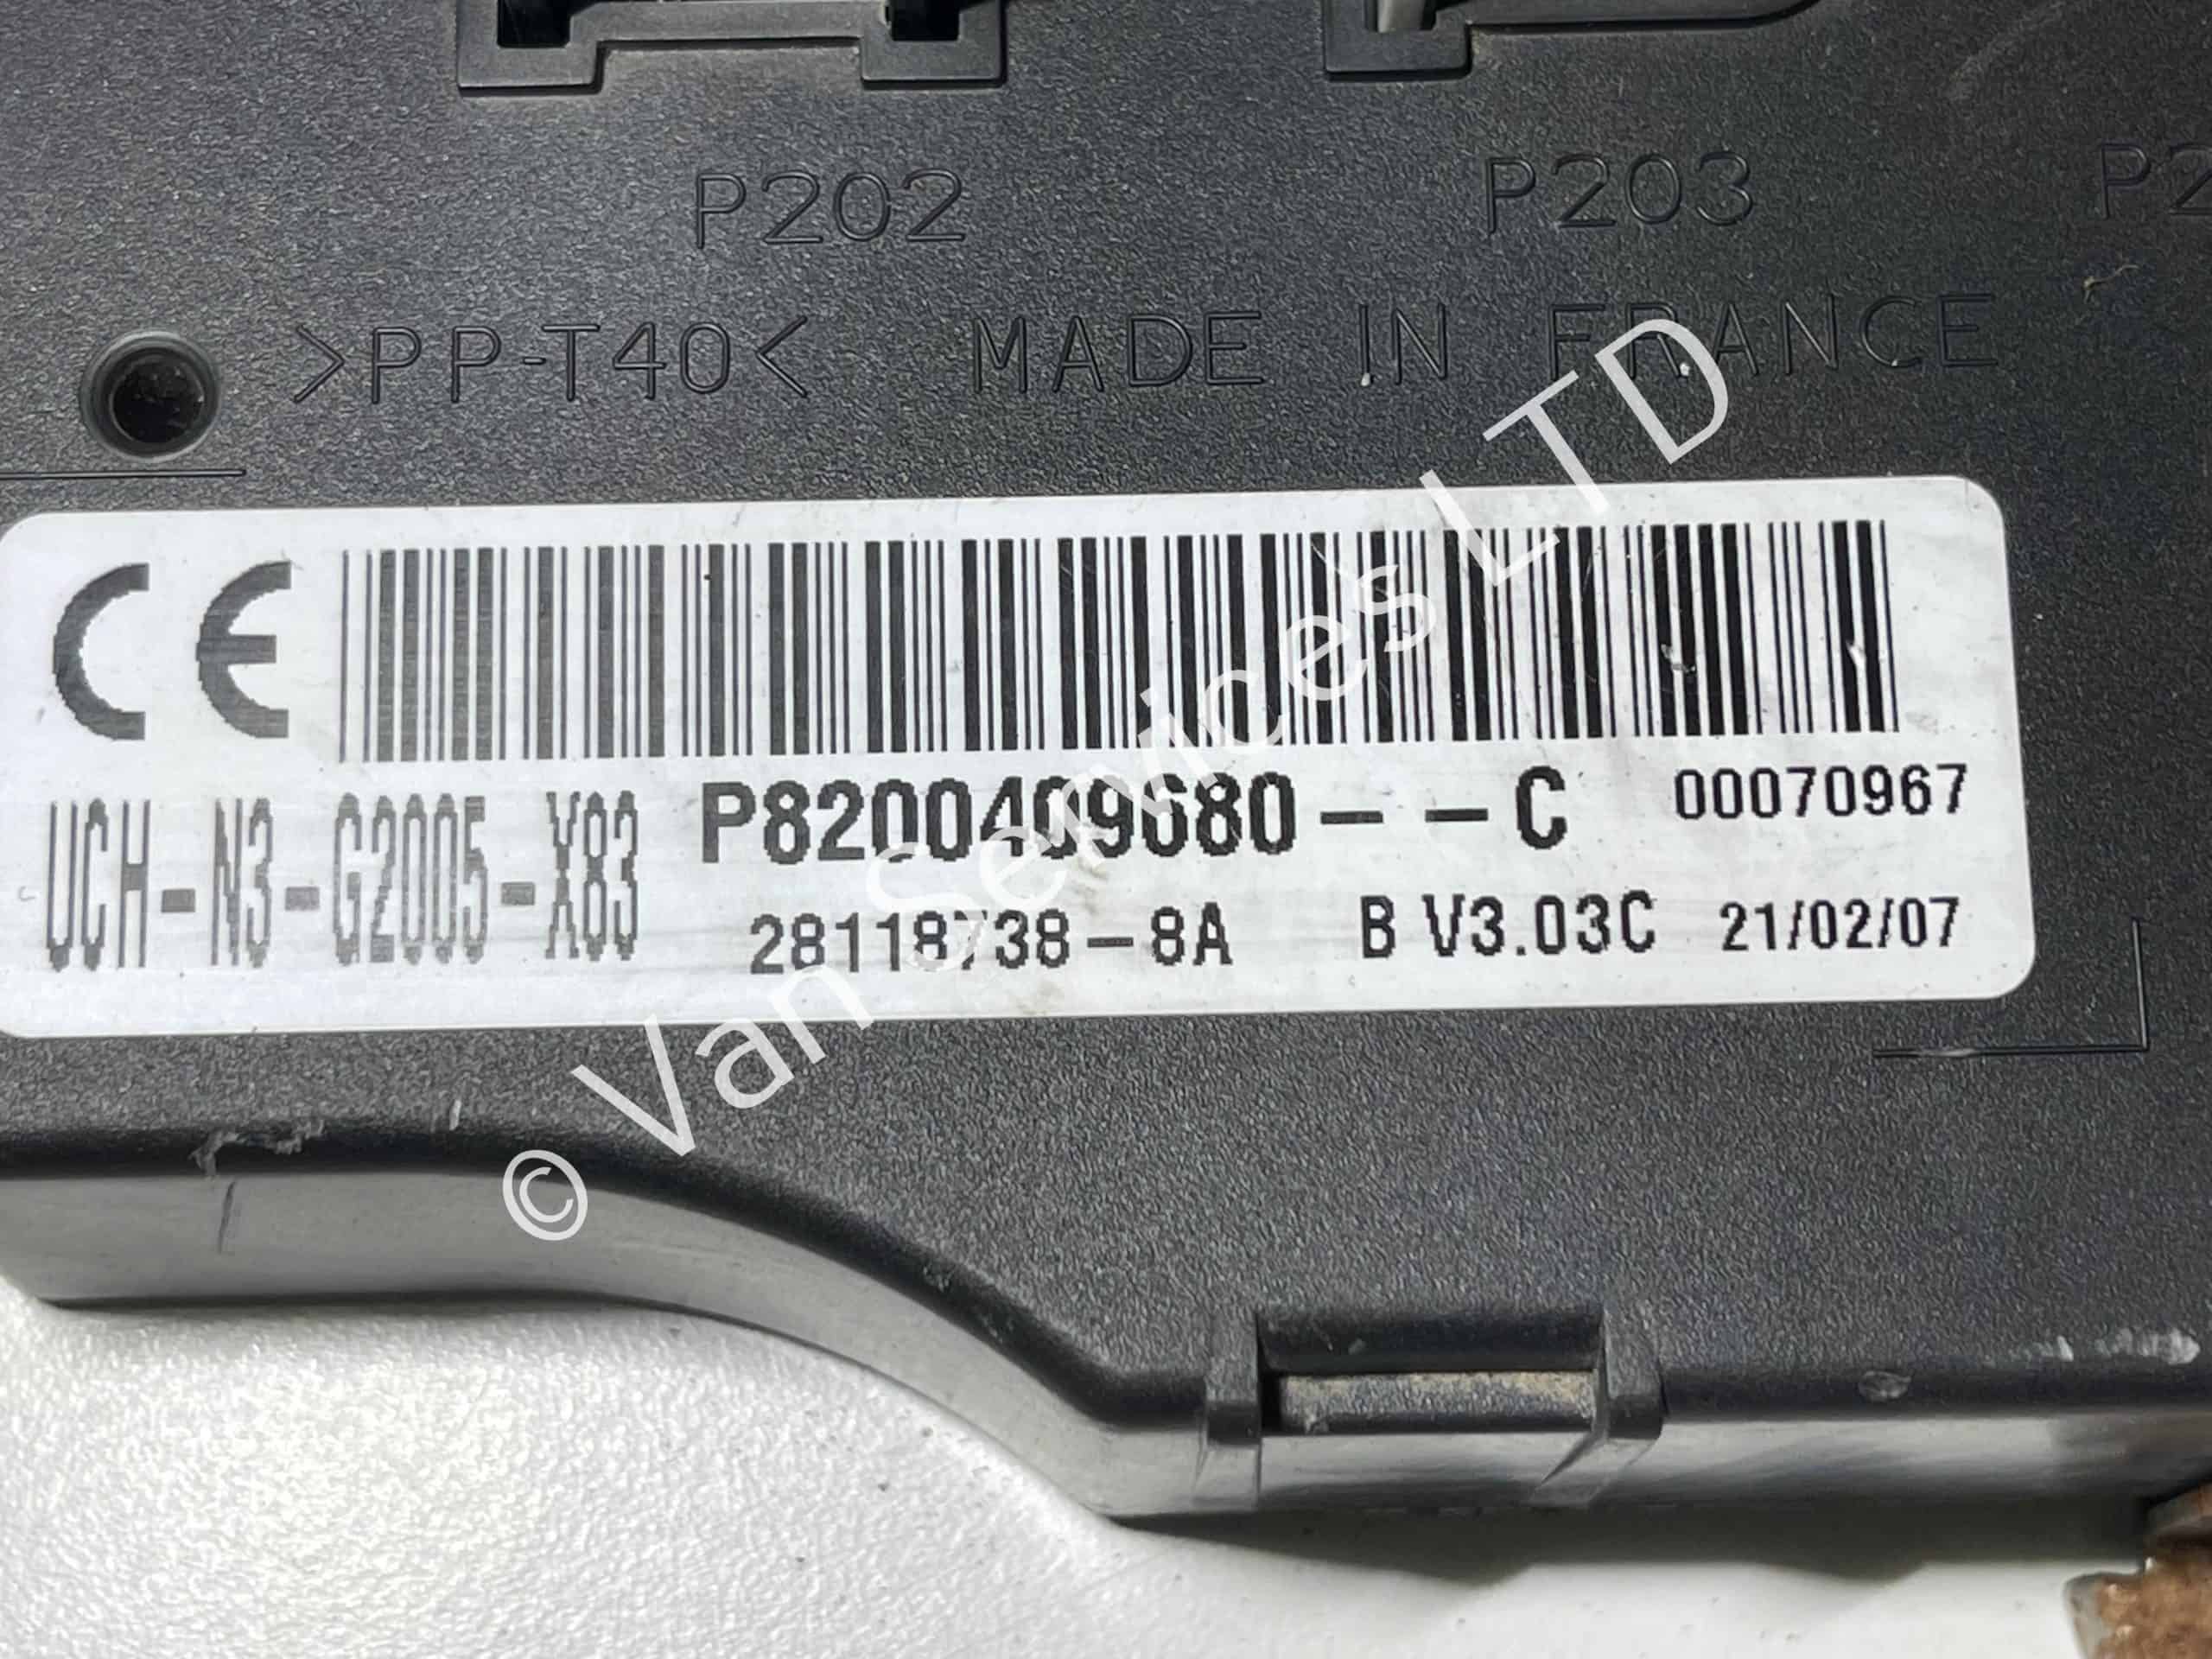 P202 P203 P2
>PP-T40< MADE IN FRANCE
CE
UCH-N3-G2005-X83 P8200409680--C 00070967
28118738-8A B V3.03C 21/02/07
© Van Services LTD